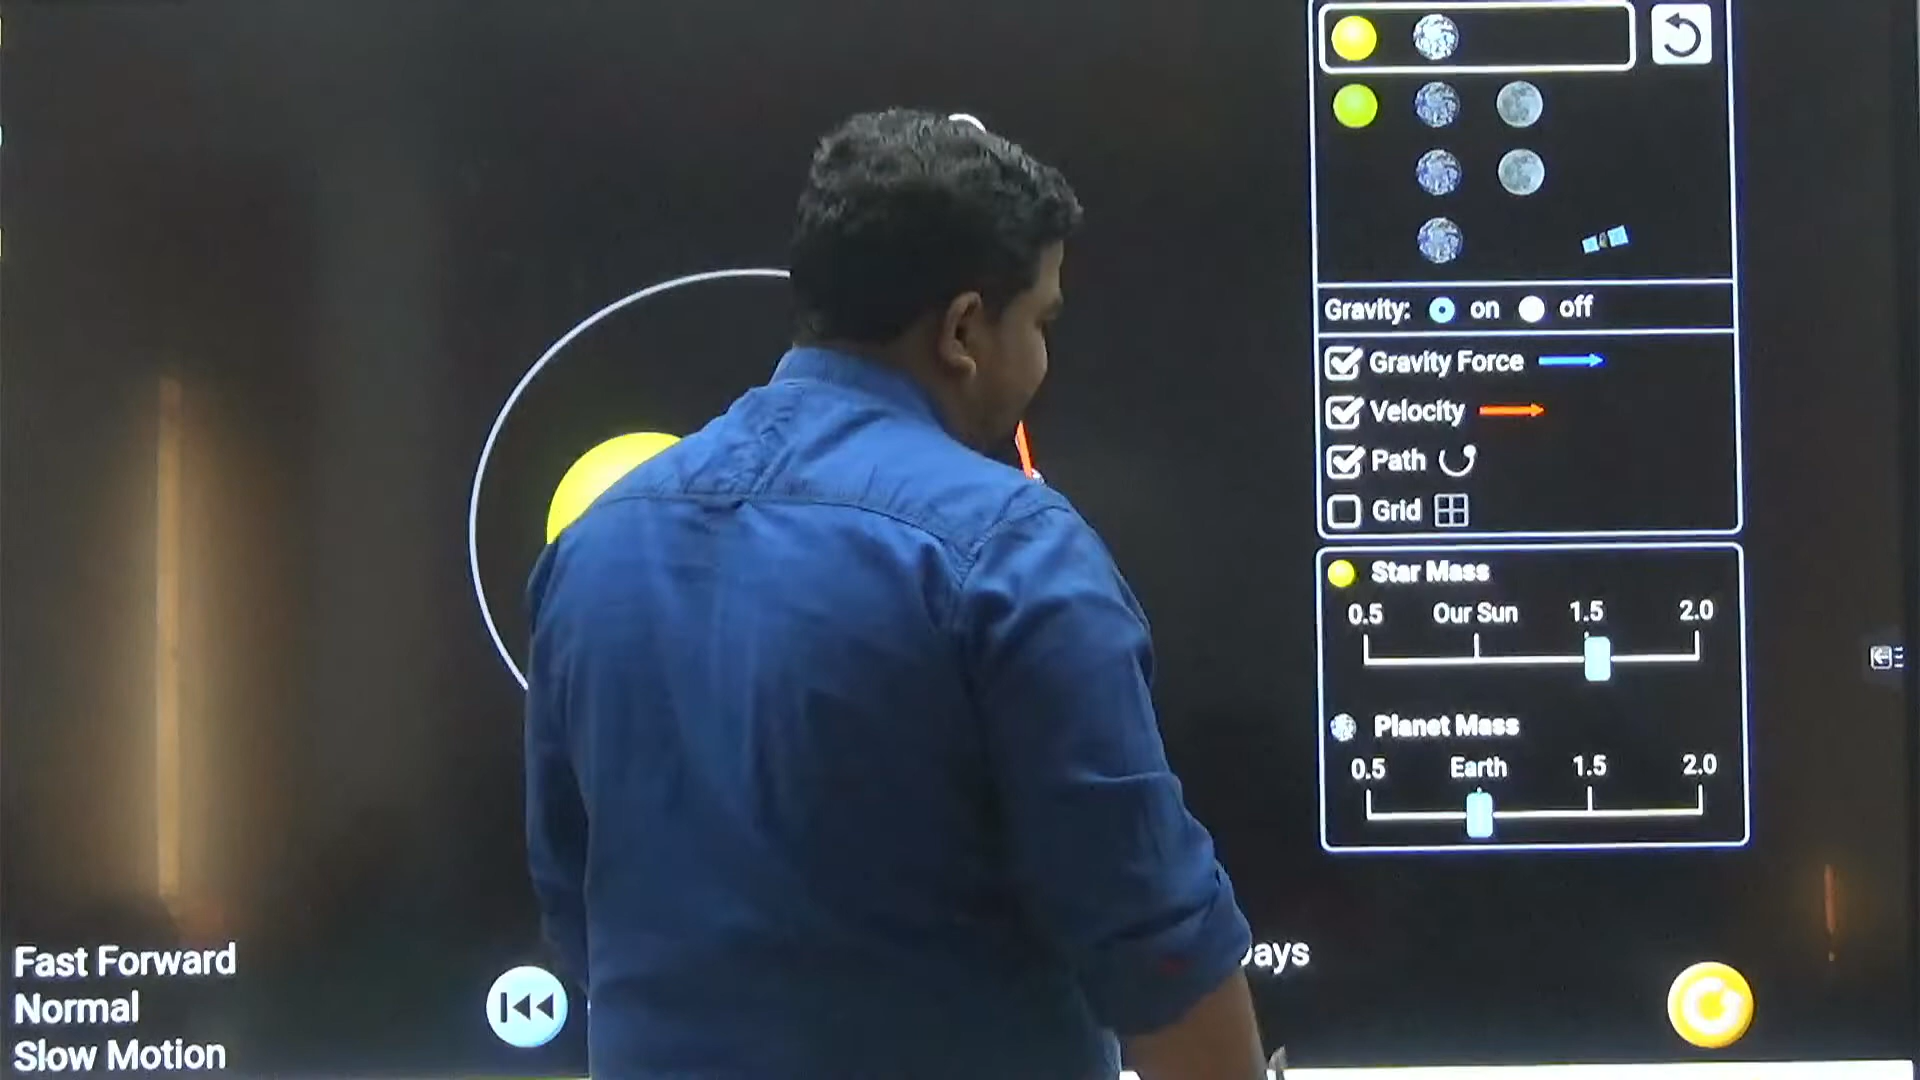 Gravity: on off
Gravity Force
Velocity
Path
Grid
Star Mass
0.5 Our Sun 1.5 2.0
Planet Mass
0.5 Earth 1.5 2.0
Fast Forward
Normal
Slow Motion